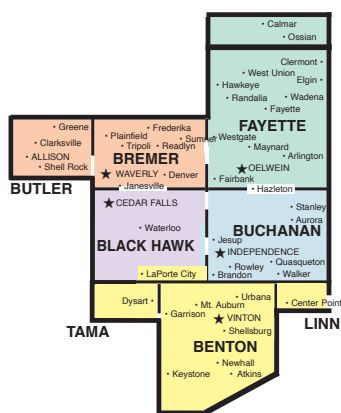 Calmar
Ossian
Clermont
West Union
Elgin
Hawkeye
Randalia
Wadena
Fayette
FAYETTE
Westgate
Maynard
Arlington
OELWEIN
Fairbank
Hazleton
Greene
Clarksville
ALLISON
Shell Rock
BUTLER
Frederika
Plainfield
Sumner
Tripoli
Readlyn
BREMER
WAVERLY
Denver
Janesville
CEDAR FALLS
Waterloo
BLACK HAWK
LaPorte City
Stanley
Aurora
BUCHANAN
Jesup
INDEPENDENCE
Quasqueton
Rowley
Brandon
Walker
Dysart
TAMA
Urbana
Mt. Auburn
Garrison
VINTON
Shellsburg
BENTON
Newhall
Keystone
Atkins
Center Point
LINN